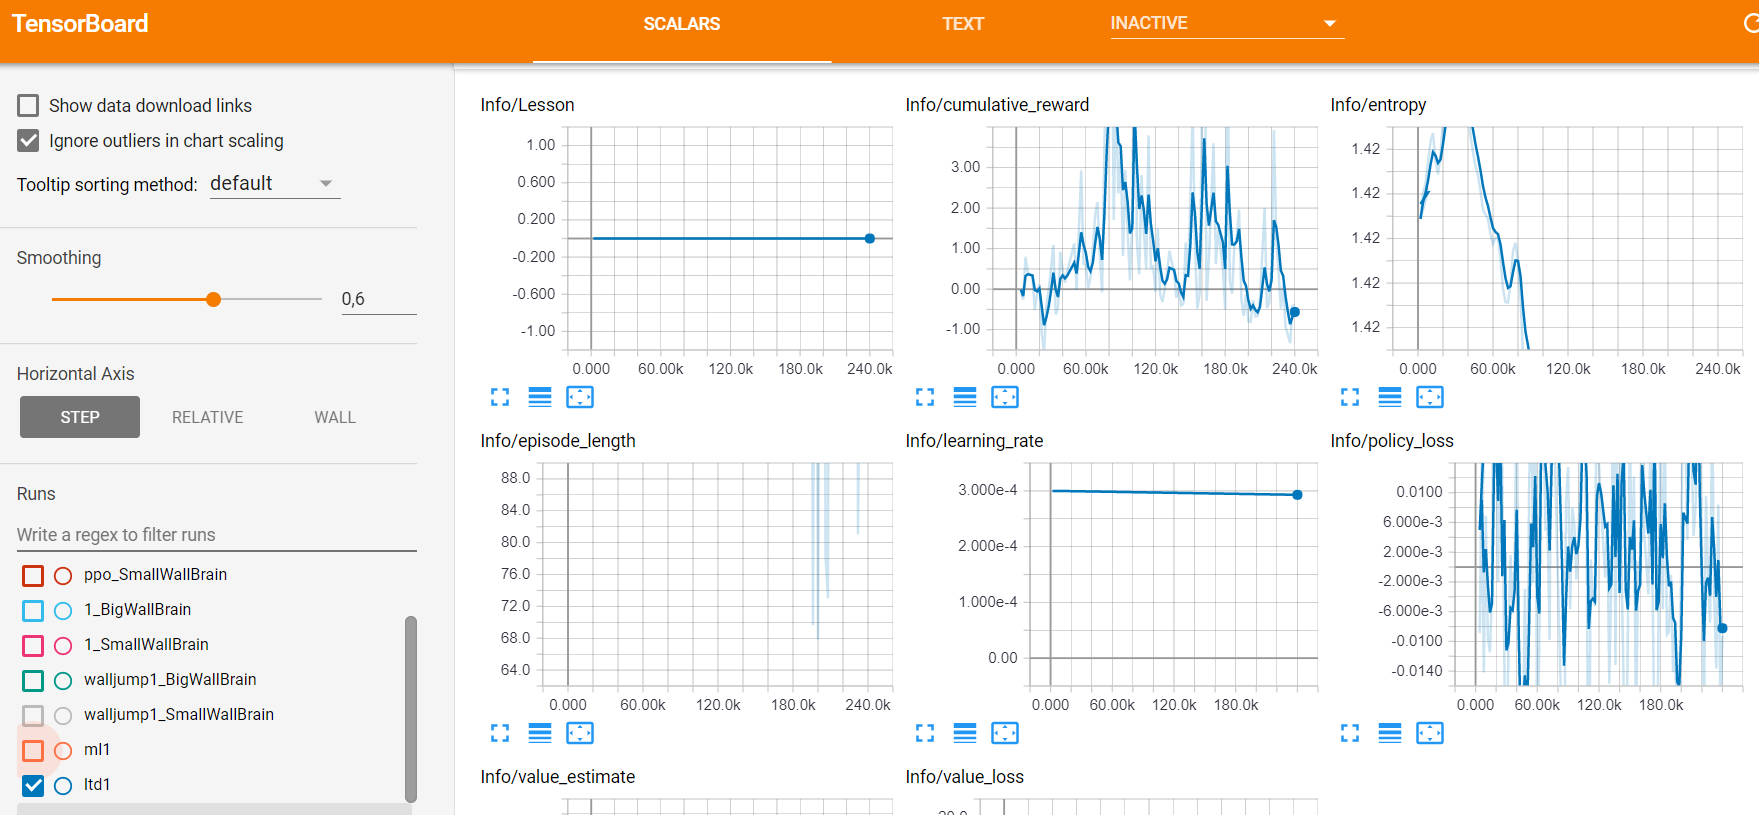 TensorBoard
SCALARS
TEXT
INACTIVE
Show data download links
Ignore outliers in chart scaling
Tooltip sorting method: default
Smoothing
0,6
Horizontal Axis
STEP
RELATIVE
WALL
Runs
Write a regex to filter runs
ppo_SmallWallBrain
1_BigWallBrain
1_SmallWallBrain
walljump1_BigWallBrain
walljump1_SmallWallBrain
ml1
ltd1
Info/Lesson
1.00
0.600
0.200
-0.200
-0.600
-1.00
0.000 60.00k 120.0k 180.0k 240.0k
Info/cumulative_reward
3.00
2.00
1.00
0.00
-1.00
0.000 60.00k 120.0k 180.0k 240.0k
Info/entropy
1.42
1.42
1.42
1.42
1.42
0.000 60.00k 120.0k 180.0k 240.0k
Info/episode_length
88.0
84.0
80.0
76.0
72.0
68.0
64.0
0.000 60.00k 120.0k 180.0k 240.0k
Info/learning_rate
3.000e-4
2.000e-4
1.000e-4
0.00
0.000 60.00k 120.0k 180.0k
Info/policy_loss
0.0100
6.000e-3
2.000e-3
-2.000e-3
-6.000e-3
-0.0100
-0.0140
0.000 60.00k 120.0k 180.0k
Info/value_estimate
Info/value_loss